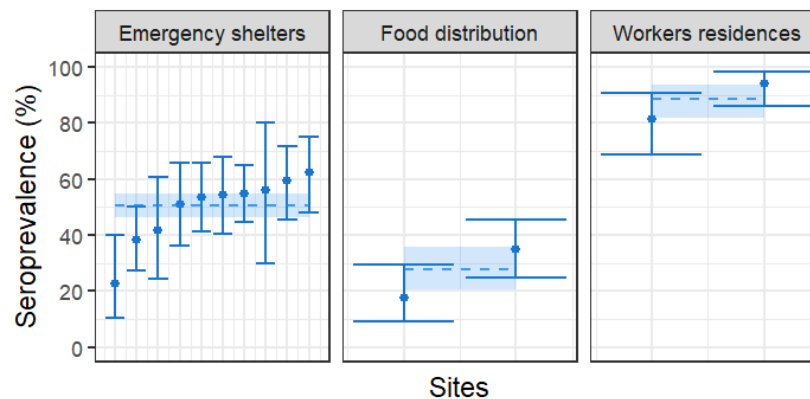 Emergency shelters
Food distribution
Workers residences
Seroprevalence (%)
100
80
60
40
20
0
Sites